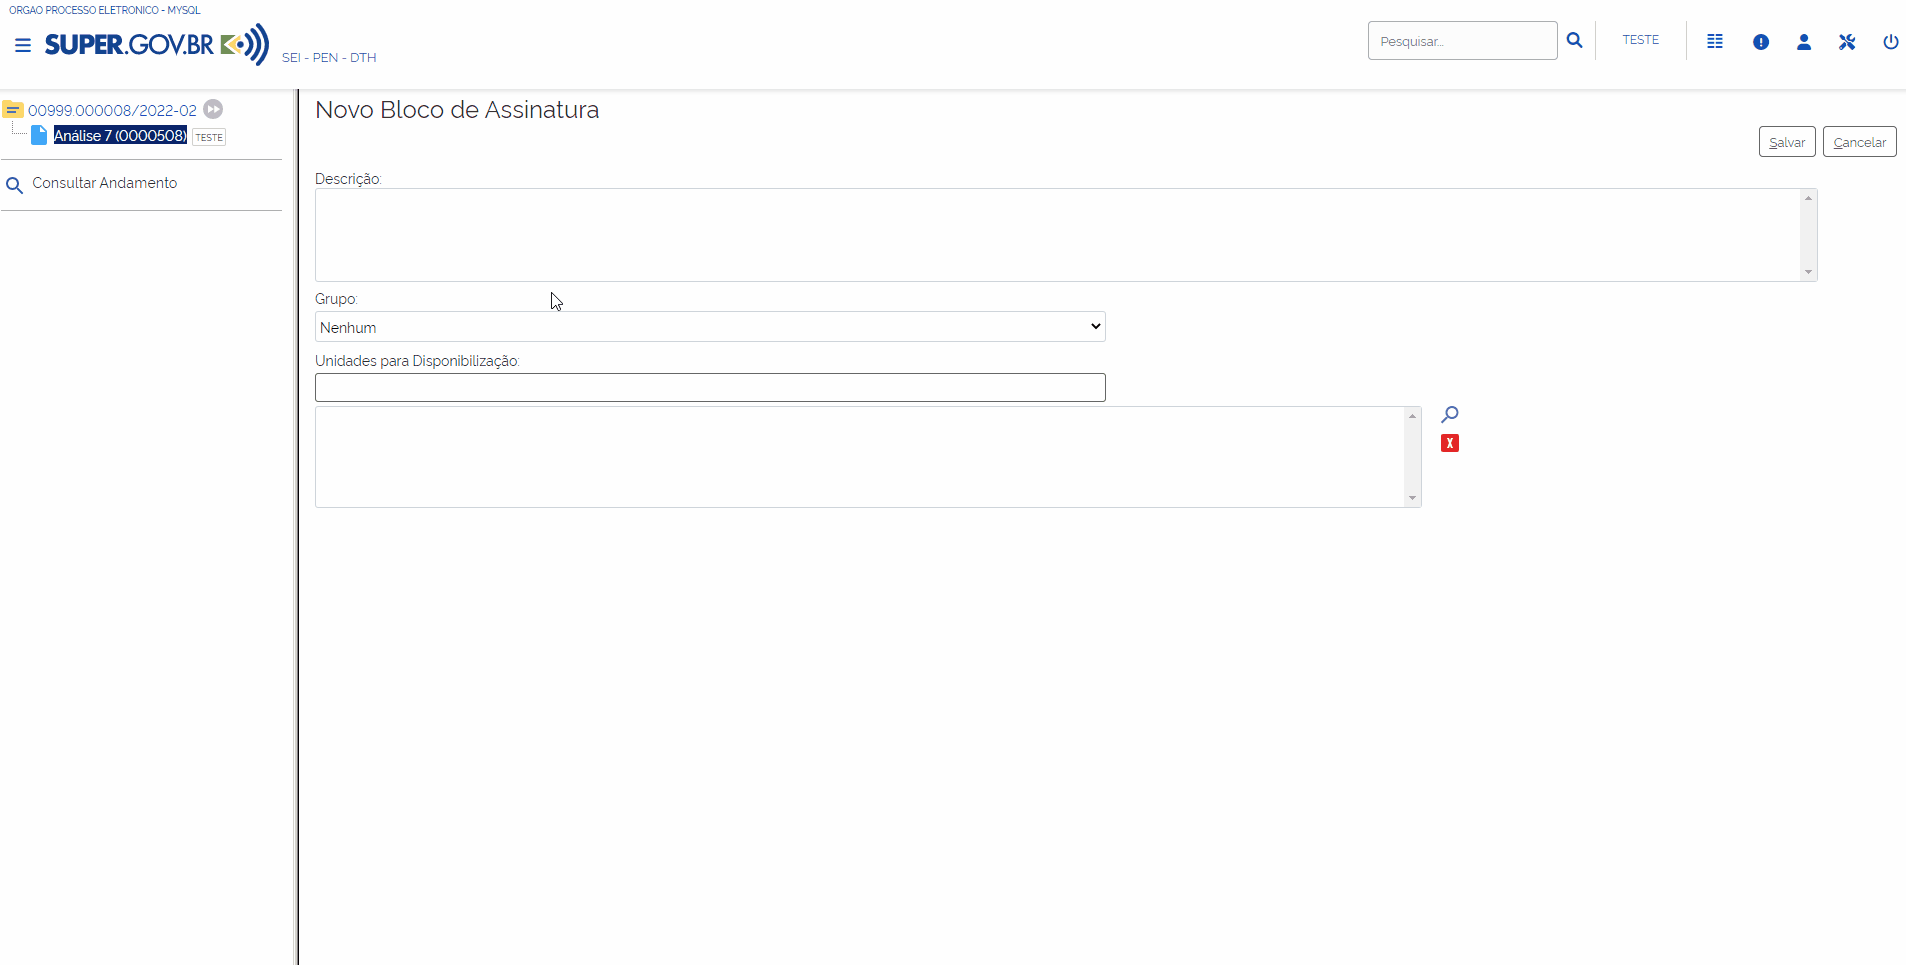 ORGAO PROCESSO ELETRONICO - MYSQL
SUPER.GOV.BR
SEI - PEN - DTH
Pesquisar...
TESTE
00999.000008/2022-02
Análise 7 (0000508)
TESTE
Consultar Andamento
Novo Bloco de Assinatura
Salvar
Cancelar
Descrição:
Grupo:
Nenhum
Unidades para Disponibilização:
X